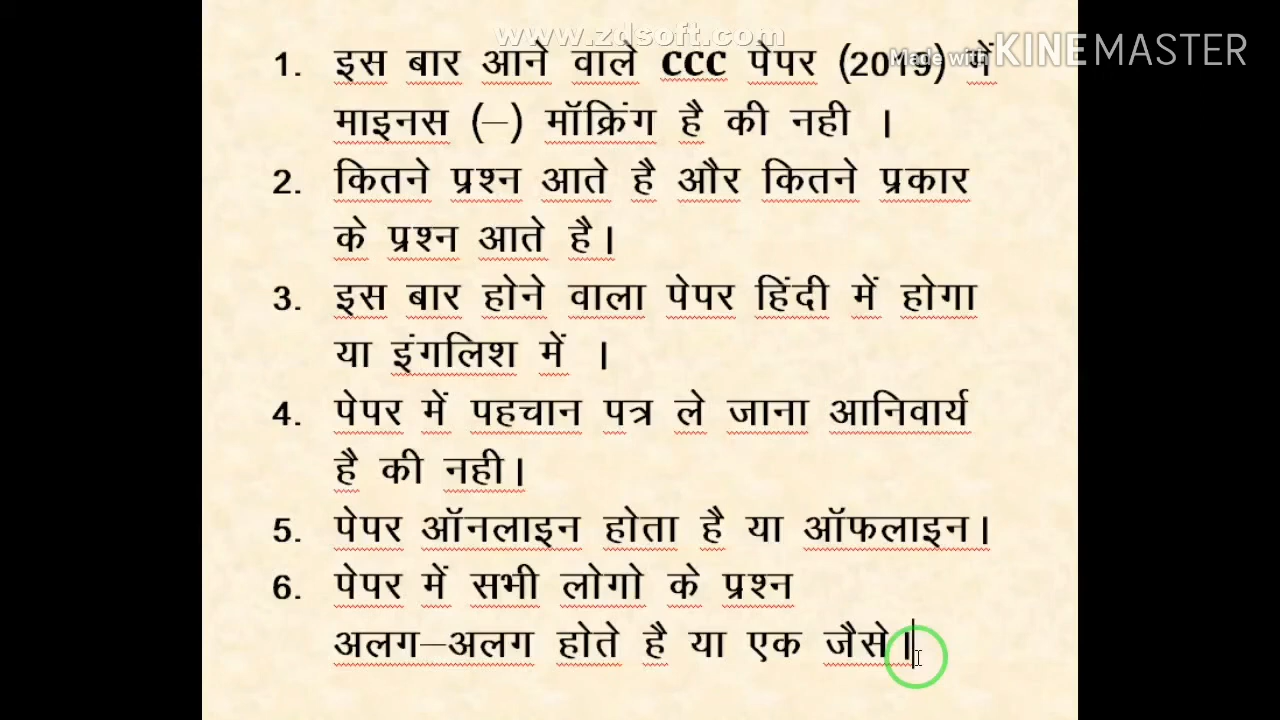 www.zdsoft.com
Made with KINEMASTER
1. इस बार आने वाले CCC पेपर (2019) में
माइनस (–) मॉक्रिंग है की नही ।
2. कितने प्रश्न आते है और कितने प्रकार
के प्रश्न आते है।
3. इस बार होने वाला पेपर हिंदी में होगा
या इंगलिश में ।
4. पेपर में पहचान पत्र ले जाना आनिवार्य
है की नही।
5. पेपर ऑनलाइन होता है या ऑफलाइन।
6. पेपर में सभी लोगो के प्रश्न
अलग–अलग होते है या एक जैसे।